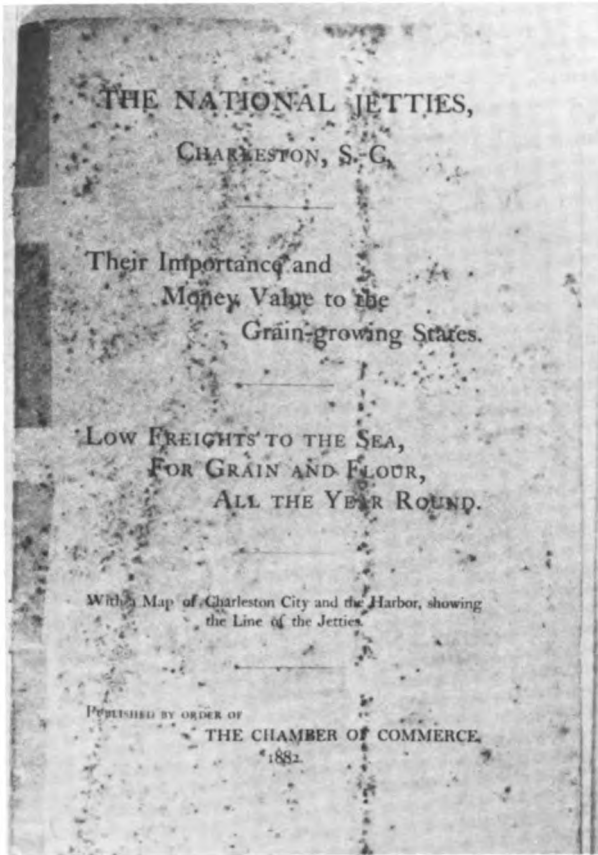 THE NATIONAL JETTIES,
CHARLESTON, S. C.
Their Importance and
Money Value to the
Grain-growing States.
LOW FREIGHTS TO THE SEA,
FOR GRAIN AND FLOUR,
ALL THE YEAR ROUND.
With a Map of Charleston City and the Harbor, showing
the Line of the Jetties.
PUBLISHED BY ORDER OF
THE CHAMBER OF COMMERCE.
1882.